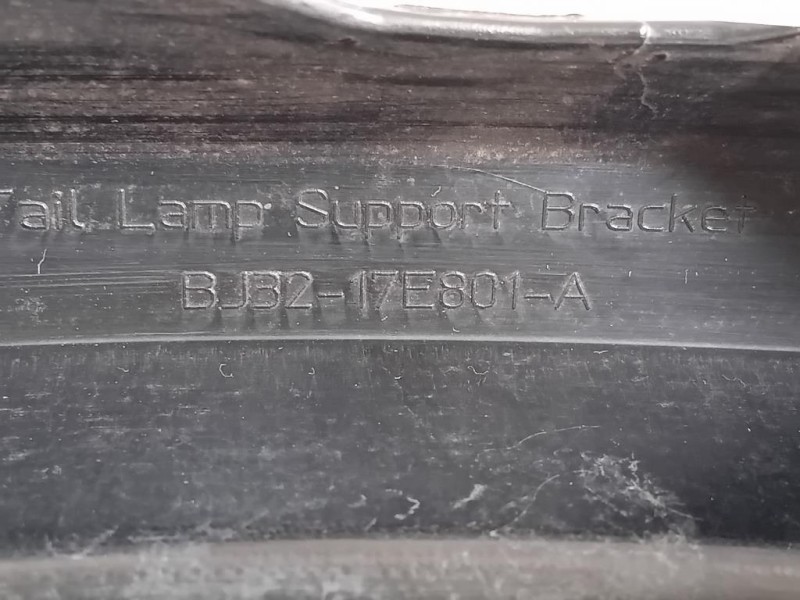 Tail Lamp Support Bracket
BJ32-17E801-A